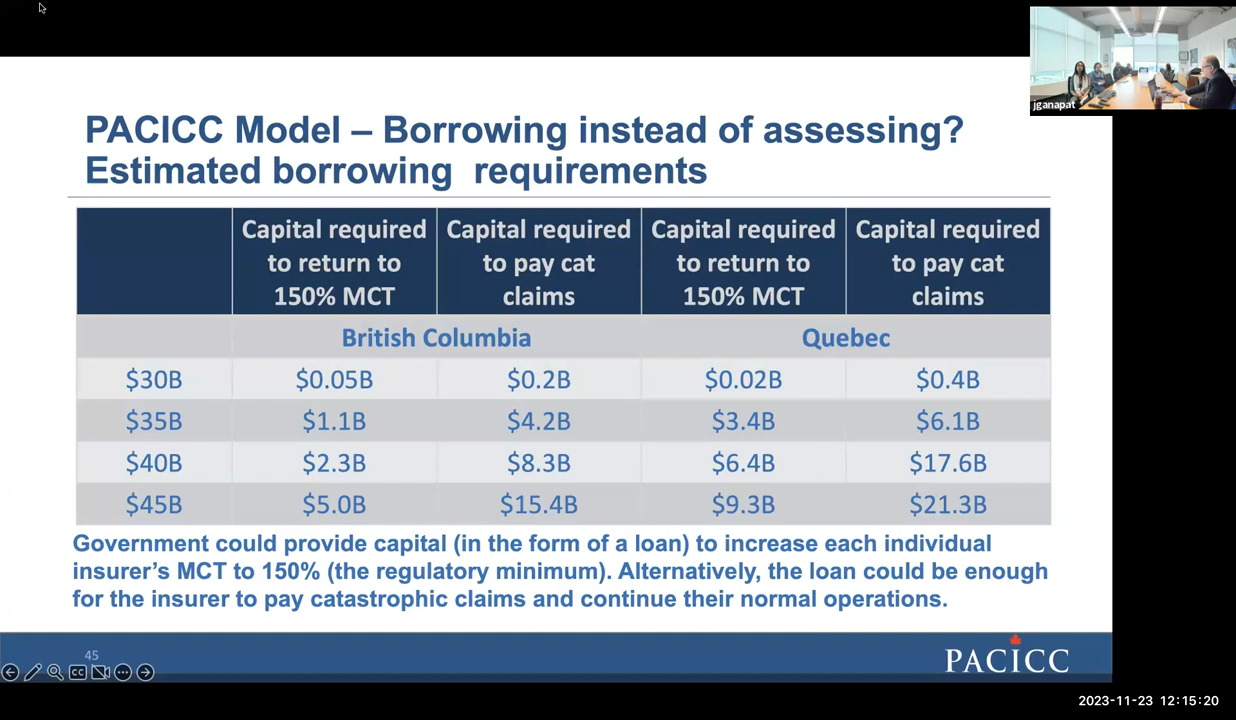 jganapat
PACICC Model – Borrowing instead of assessing?
Estimated borrowing requirements
Capital required to return to 150% MCT
Capital required to pay cat claims
Capital required to return to 150% MCT
Capital required to pay cat claims
British Columbia Quebec
$30B $0.05B $0.2B $0.02B $0.4B
$35B $1.1B $4.2B $3.4B $6.1B
$40B $2.3B $8.3B $6.4B $17.6B
$45B $5.0B $15.4B $9.3B $21.3B
Government could provide capital (in the form of a loan) to increase each individual
insurer's MCT to 150% (the regulatory minimum). Alternatively, the loan could be enough
for the insurer to pay catastrophic claims and continue their normal operations.
45
CC
PACICC
2023-11-23 12:15:20